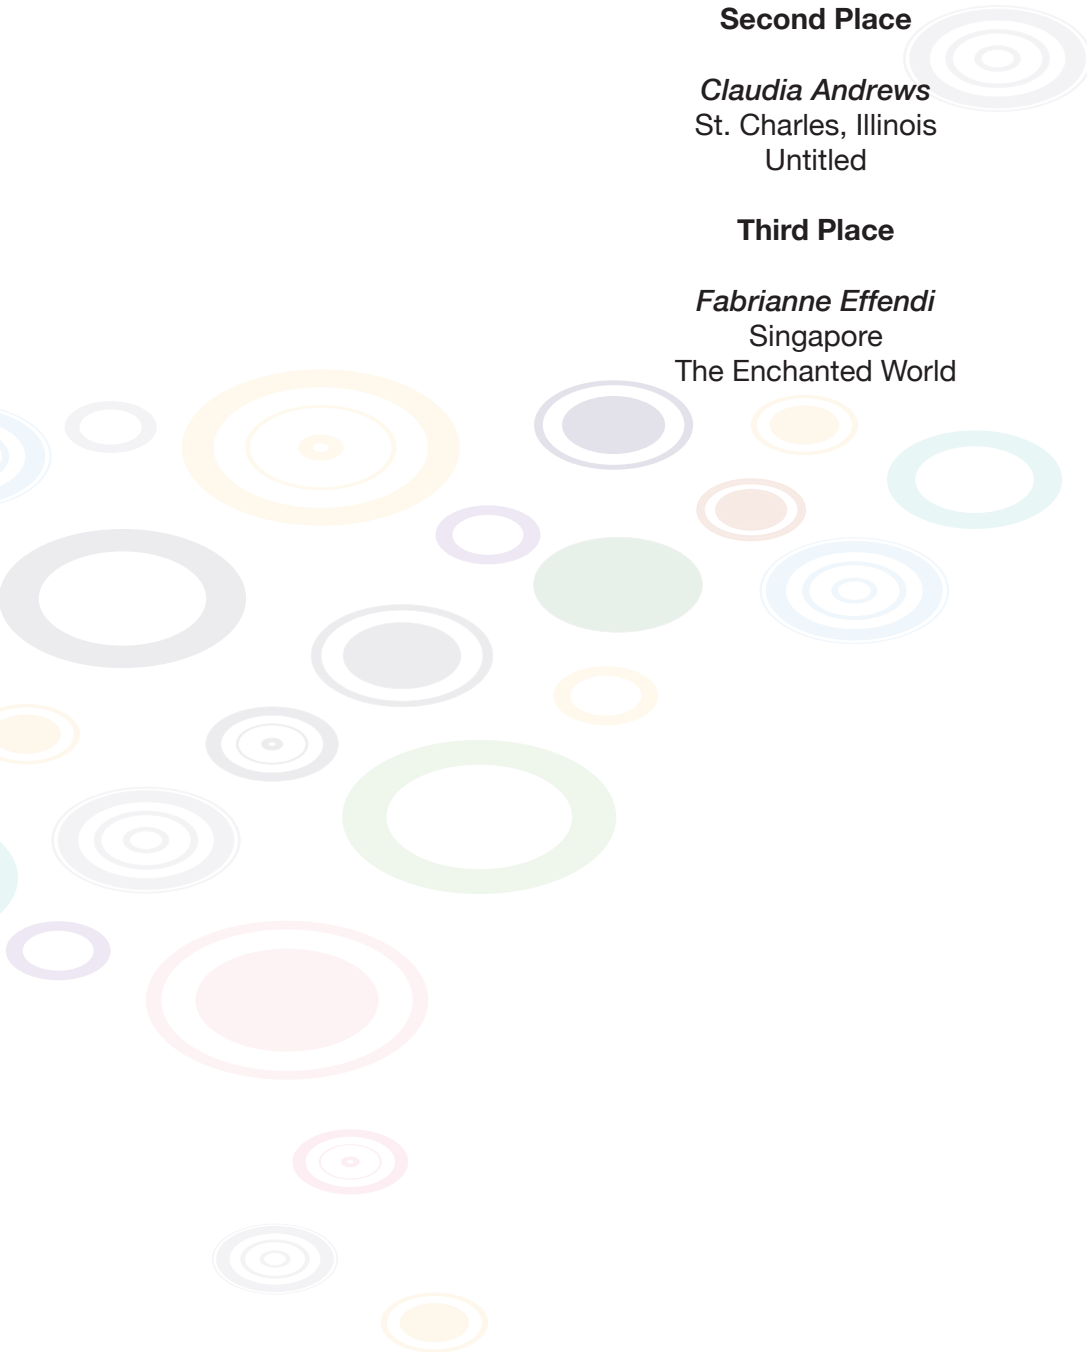 Second Place
Claudia Andrews
St. Charles, Illinois
Untitled
Third Place
Fabrianne Effendi
Singapore
The Enchanted World